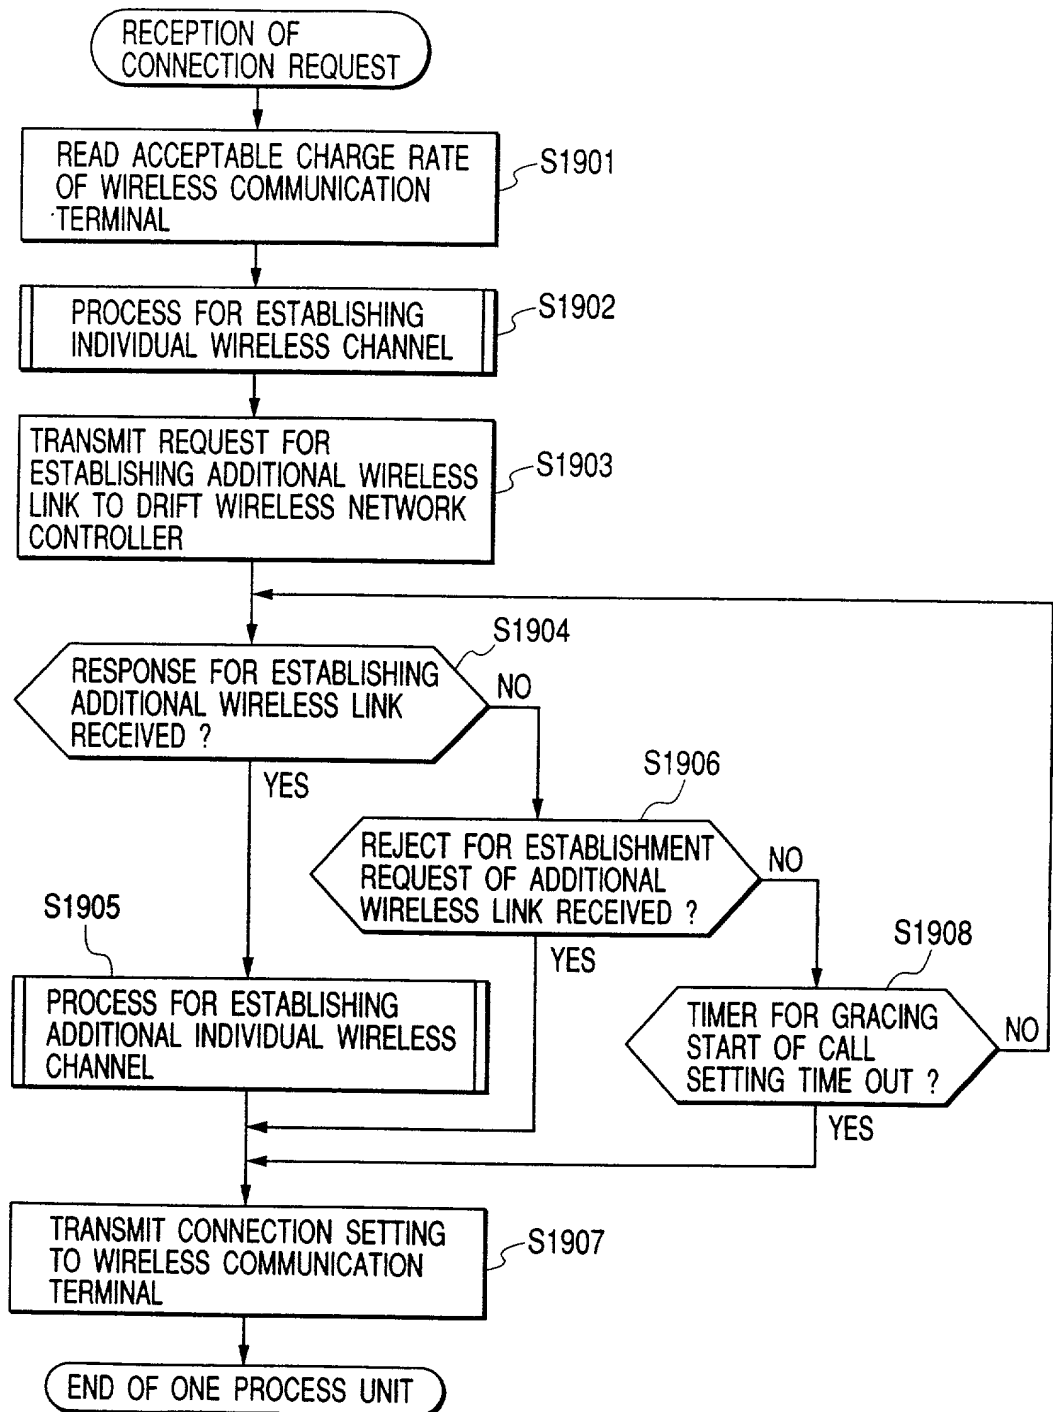 RECEPTION OF
CONNECTION REQUEST
READ ACCEPTABLE CHARGE RATE
OF WIRELESS COMMUNICATION
TERMINAL
S1901
PROCESS FOR ESTABLISHING
INDIVIDUAL WIRELESS CHANNEL
S1902
TRANSMIT REQUEST FOR
ESTABLISHING ADDITIONAL WIRELESS
LINK TO DRIFT WIRELESS NETWORK
CONTROLLER
S1903
S1904
RESPONSE FOR ESTABLISHING
ADDITIONAL WIRELESS LINK
RECEIVED ?
NO
YES
S1906
REJECT FOR ESTABLISHMENT
REQUEST OF ADDITIONAL
WIRELESS LINK RECEIVED ?
NO
YES
S1905
PROCESS FOR ESTABLISHING
ADDITIONAL INDIVIDUAL WIRELESS
CHANNEL
S1908
TIMER FOR GRACING
START OF CALL
SETTING TIME OUT ?
NO
YES
TRANSMIT CONNECTION SETTING
TO WIRELESS COMMUNICATION
TERMINAL
S1907
END OF ONE PROCESS UNIT